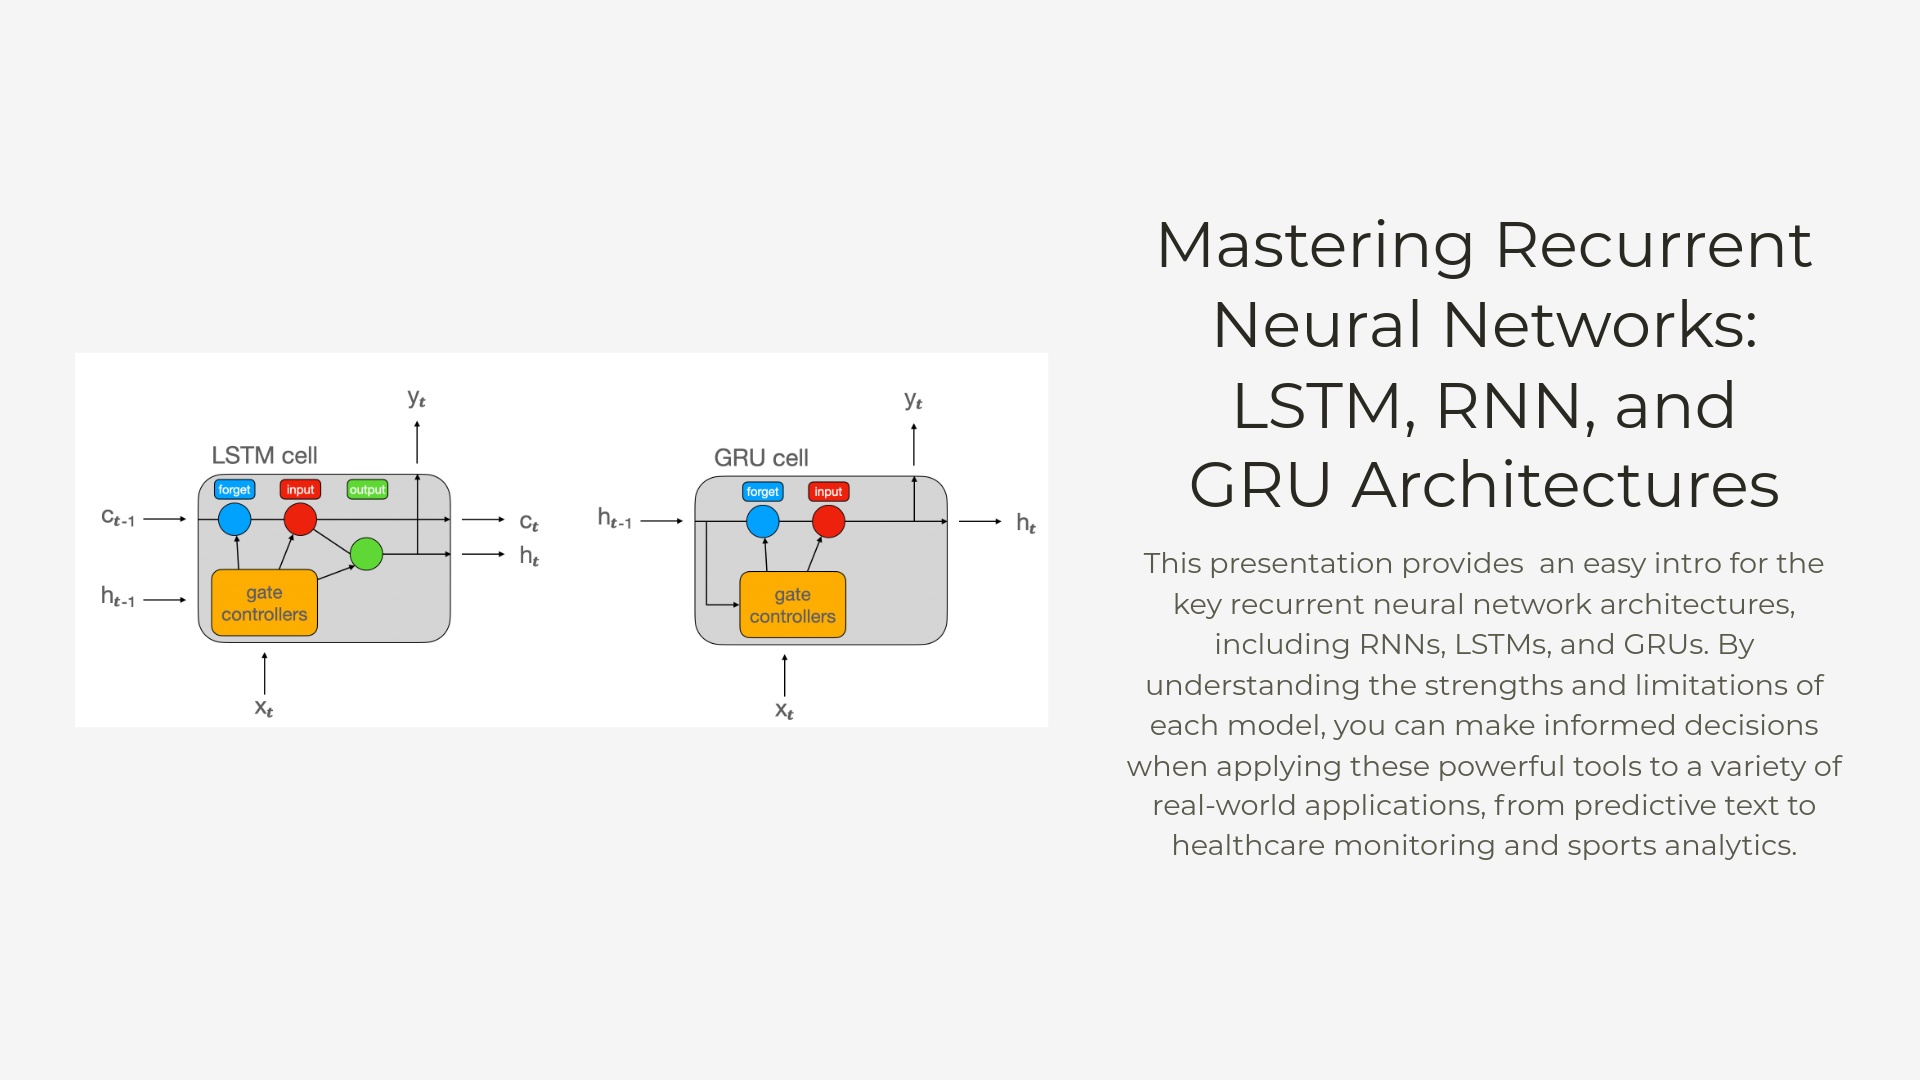 Mastering Recurrent
Neural Networks:
LSTM, RNN, and
GRU Architectures
This presentation provides  an easy intro for the
key recurrent neural network architectures,
including RNNs, LSTMs, and GRUs. By
understanding the strengths and limitations of
each model, you can make informed decisions
when applying these powerful tools to a variety of
real-world applications, from predictive text to
healthcare monitoring and sports analytics.
LSTM cell
y_t
forget input output
c_{t-1}
c_t
h_t
h_{t-1}
gate
controllers
x_t
GRU cell
y_t
forget input
h_{t-1}
h_t
gate
controllers
x_t